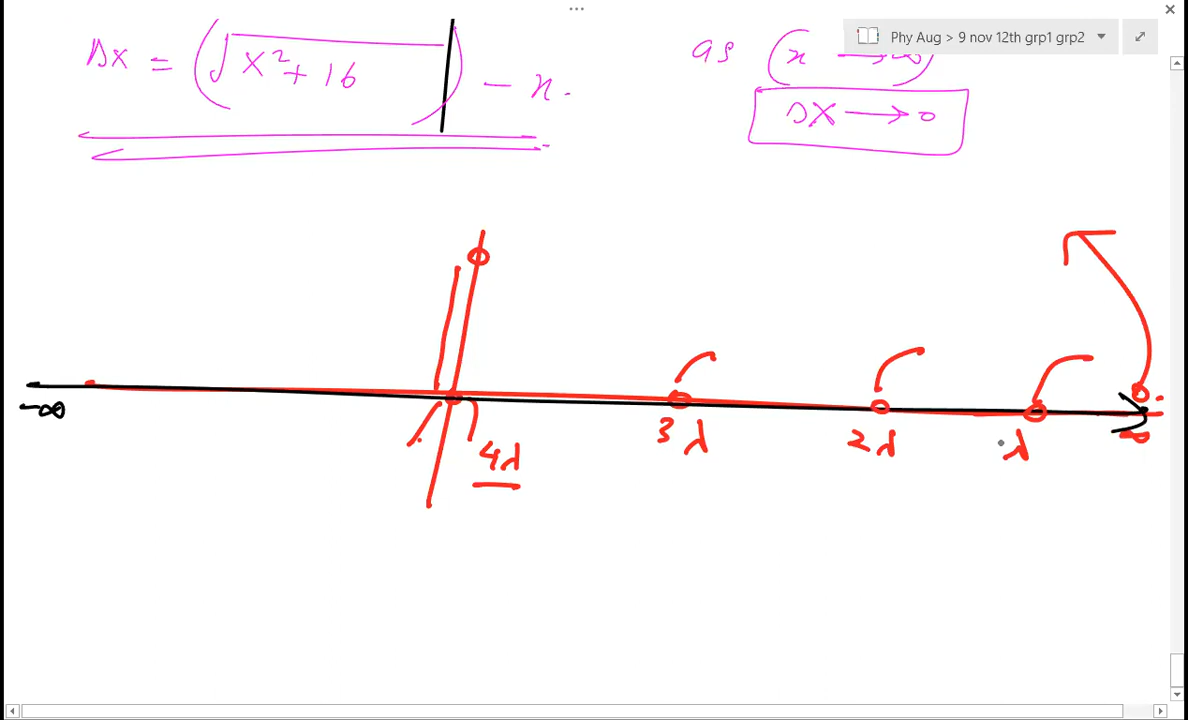 Phy Aug > 9 nov 12th grp1 grp2
Δx = (√x²+16) - x.
as (x → ∞)
Δx → 0
-∞
4λ
3λ
2λ
λ
∞